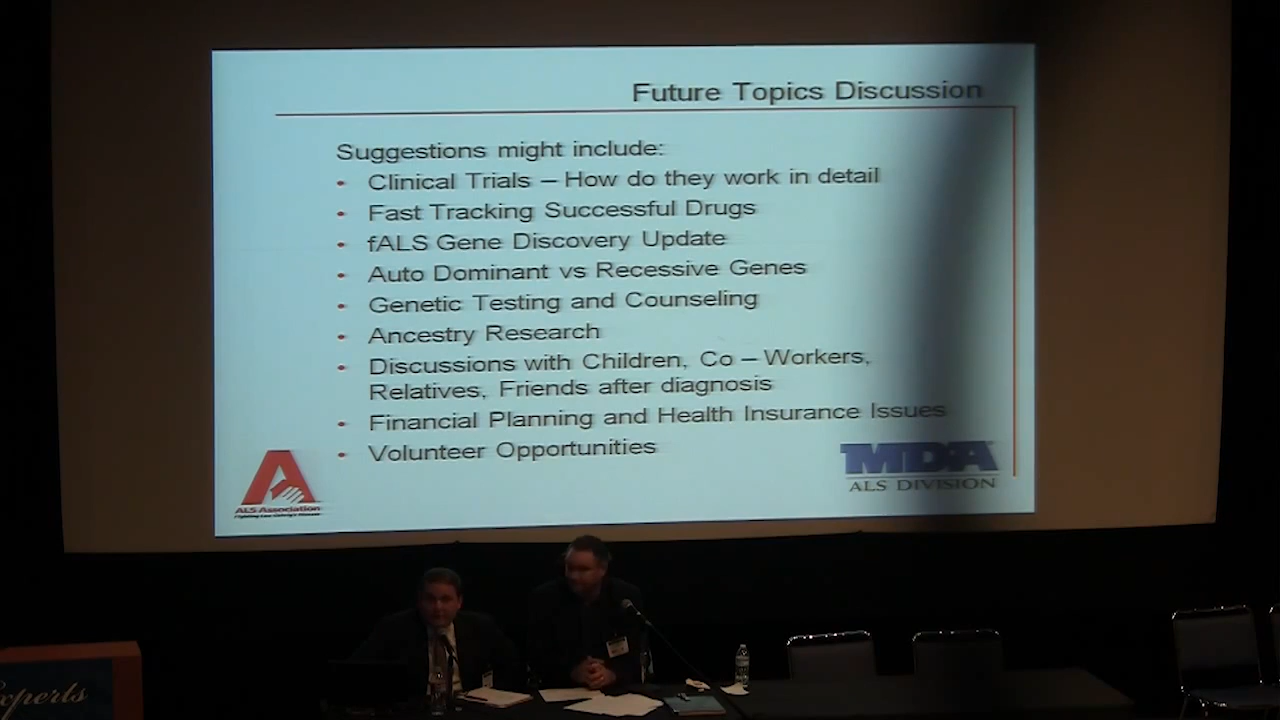 Future Topics Discussion
Suggestions might include:
• Clinical Trials – How do they work in detail
• Fast Tracking Successful Drugs
• fALS Gene Discovery Update
• Auto Dominant vs Recessive Genes
• Genetic Testing and Counseling
• Ancestry Research
• Discussions with Children, Co – Workers,
Relatives, Friends after diagnosis
• Financial Planning and Health Insurance Issues
• Volunteer Opportunities
ALS Association
MDA
ALS DIVISION
xperts